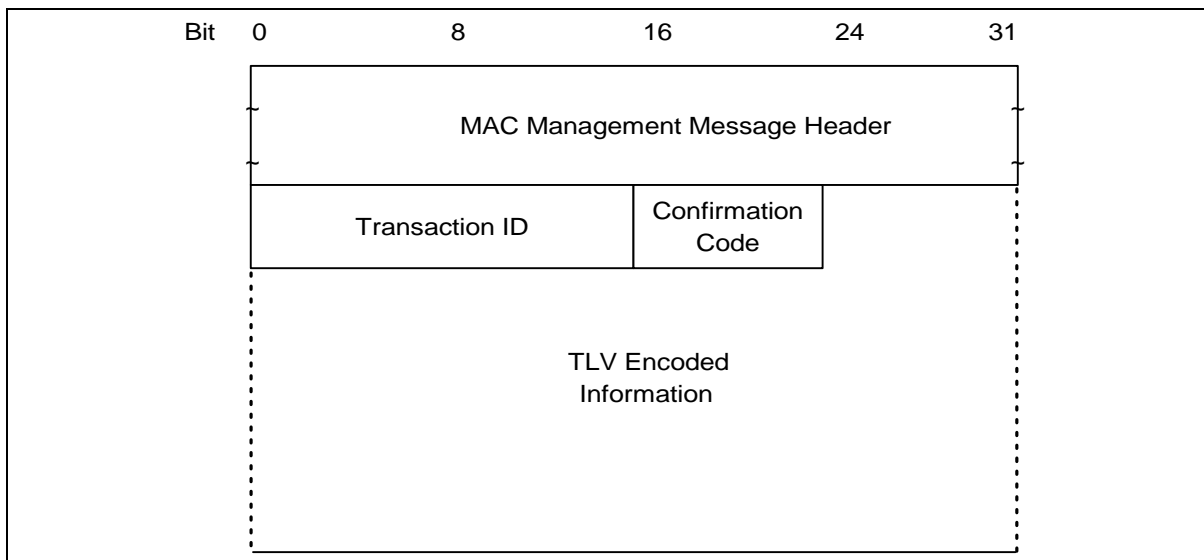 Bit 0 8 16 24 31
MAC Management Message Header
Transaction ID
Confirmation
Code
TLV Encoded
Information